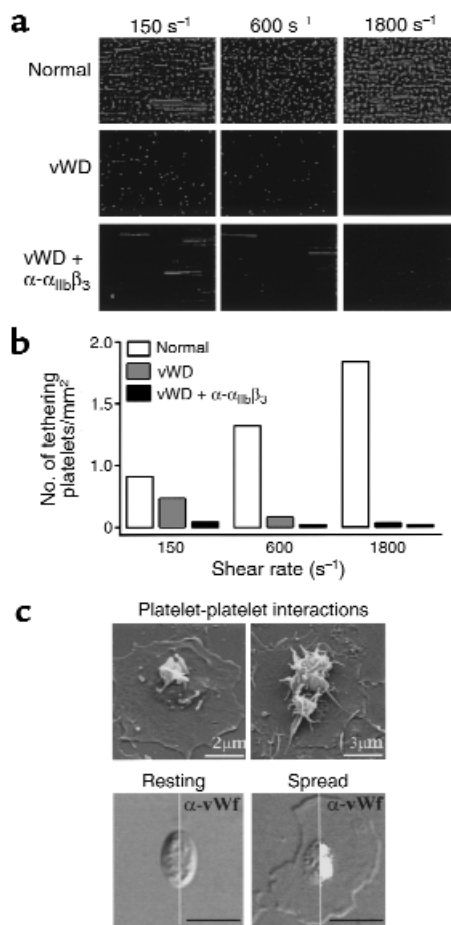 a
150 s⁻¹ 600 s⁻¹ 1800 s⁻¹
Normal
vWD
vWD +
α-αIIbβ3
b
No. of tethering
platelets/mm²
2.0
1.5
1.0
0
Normal
vWD
vWD + α-αIIbβ3
150 600 1800
Shear rate (s⁻¹)
c
Platelet-platelet interactions
2μm 3μm
Resting Spread
α-vWf α-vWf